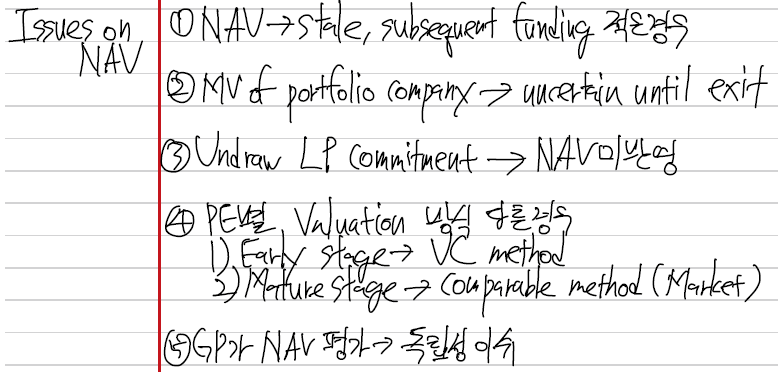 Issues on
NAV
① NAV → stale, subsequent funding 적은경우
② MV of portfolio company → uncertain until exit
③ Undraw LP Commitment → NAV미반영
④ PE별 Valuation 방식 다른경우
1) Early stage → VC method
2) Mature stage → Comparable method (Market)
⑤ GP가 NAV 평가 → 독립성 이슈